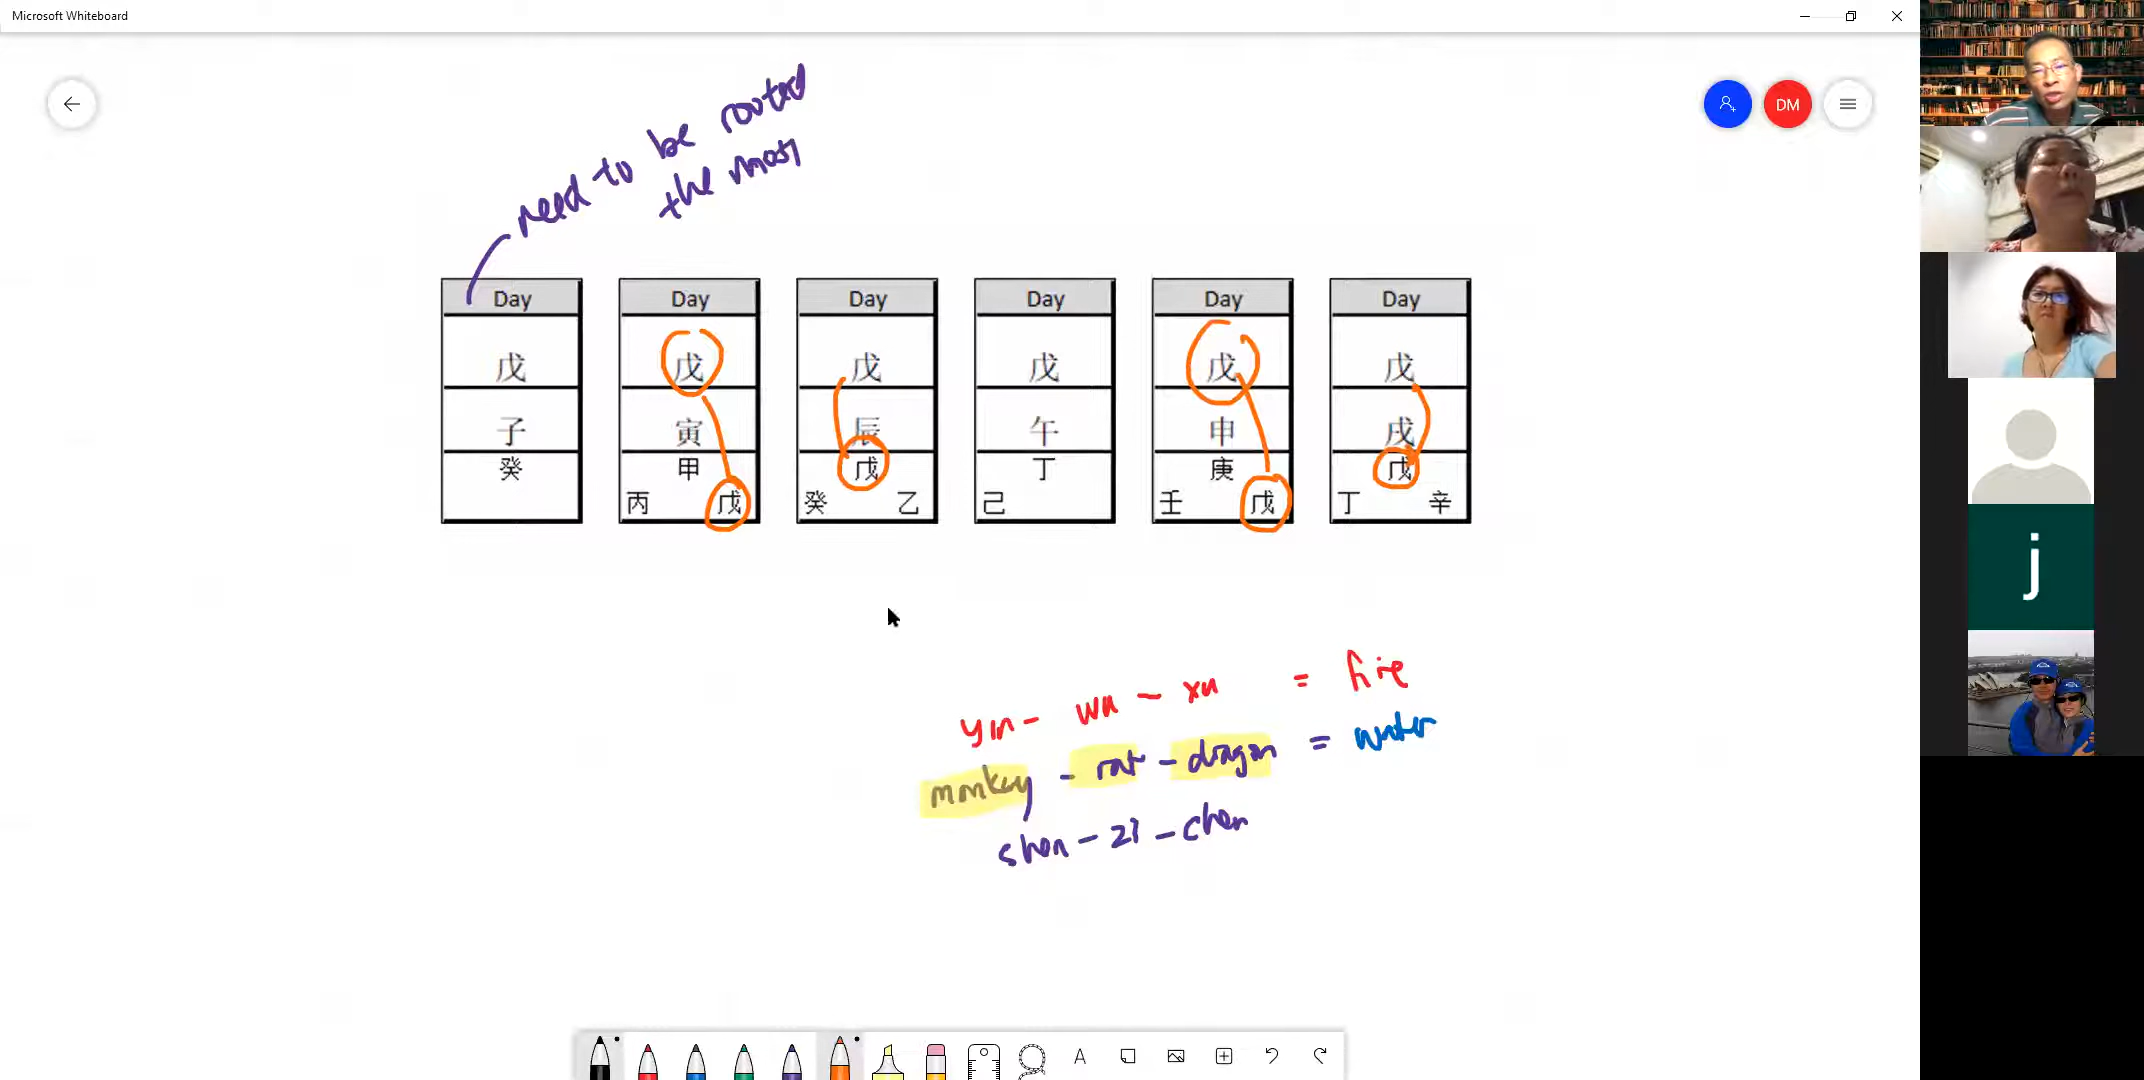 Microsoft Whiteboard
need to be rooted
the most
DM
Day Day Day Day Day Day
戊 戊 戊 戊 戊 戊
子 寅 辰 午 申 戌
癸 甲 戊 丁 庚 戊
丙 戊 癸 乙 己 壬 戊 丁 辛
j
yin - wu - xu = fire
monkey - rat - dragon = water
shen - zi - chen
A